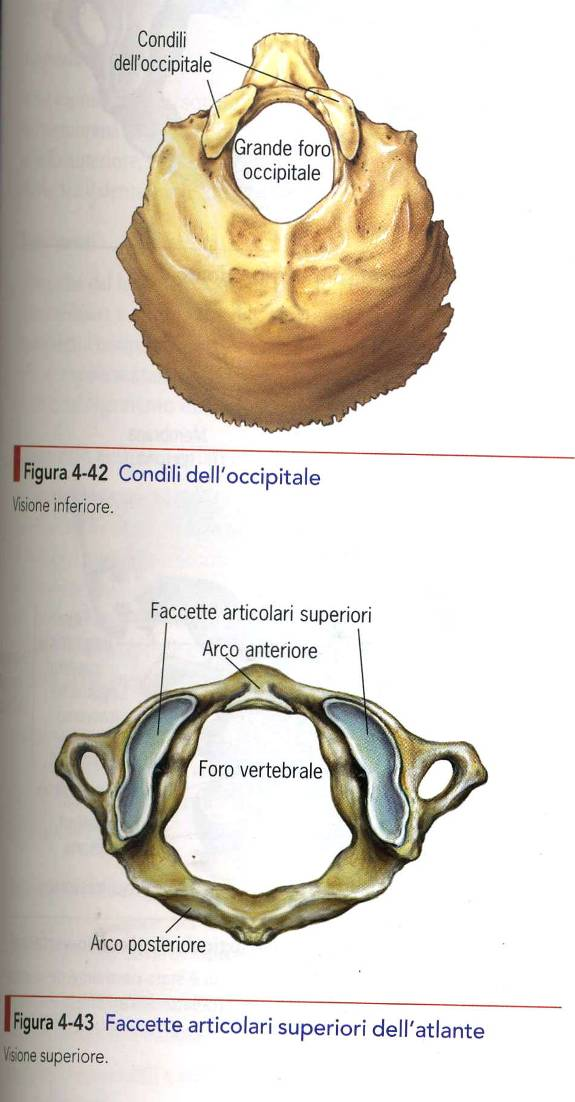 Condili
dell'occipitale
Grande foro
occipitale
Figura 4-42 Condili dell'occipitale
Visione inferiore.
Faccette articolari superiori
Arco anteriore
Foro vertebrale
Arco posteriore
Figura 4-43 Faccette articolari superiori dell'atlante
Visione superiore.